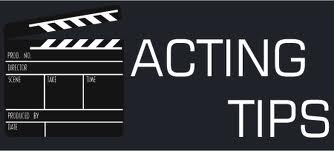 PROD. NO.
DIRECTOR
SCENE TAKE TIME
PRODUCED BY
DATE
ACTING
TIPS